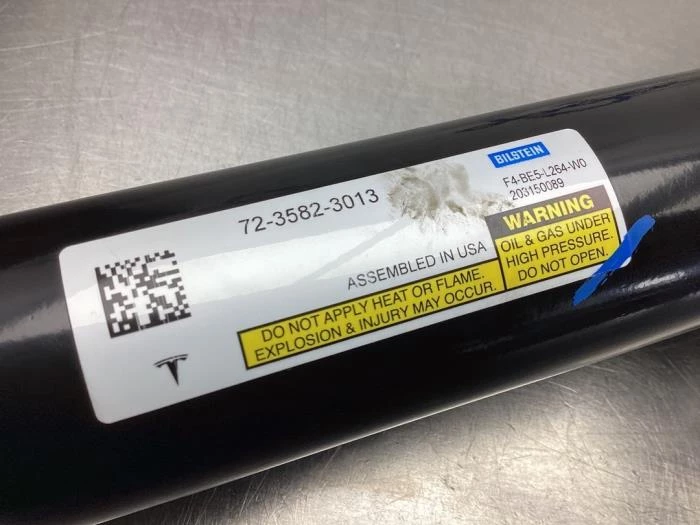 BILSTEIN
72-3582-3013
F4-BE5-L264-W0
203150089
ASSEMBLED IN USA
WARNING
OIL & GAS UNDER
HIGH PRESSURE.
DO NOT OPEN.
DO NOT APPLY HEAT OR FLAME.
EXPLOSION & INJURY MAY OCCUR.